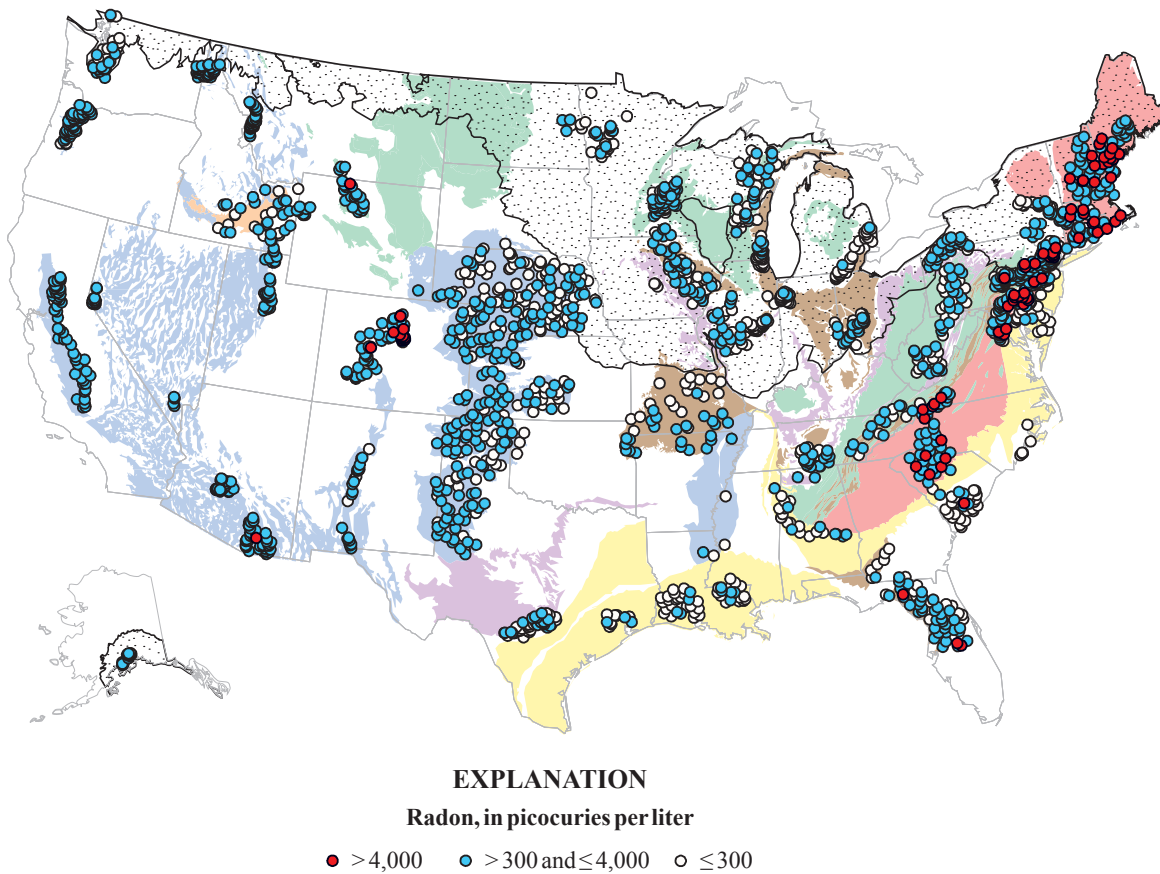 EXPLANATION
Radon, in picocuries per liter
>4,000 >300 and ≤4,000 ≤300